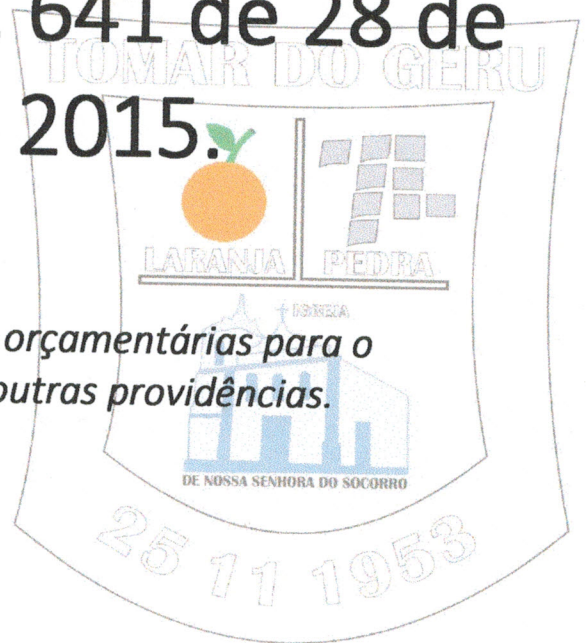 641 de 28 de
TOMAR DO GERU
2015.
LARANJA PEDRA
IGREJA
orçamentárias para o
outras providências.
DE NOSSA SENHORA DO SOCORRO
25 11 1953